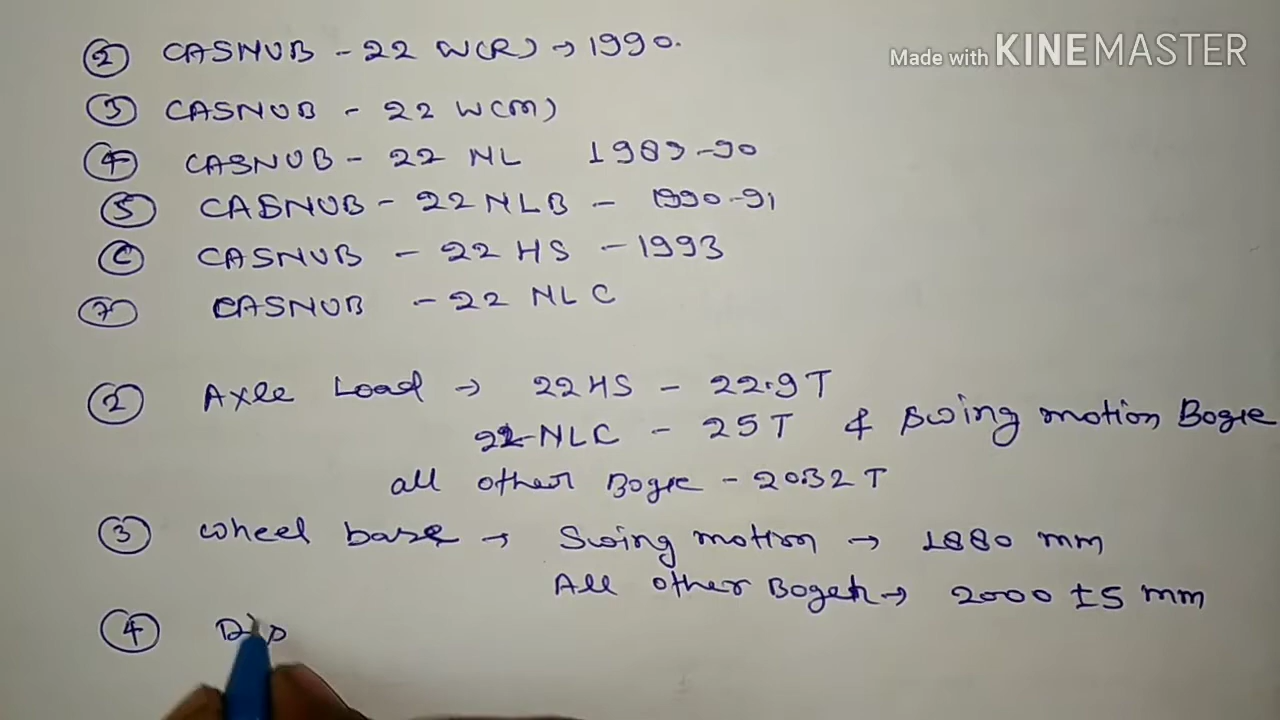 ② CASNUB - 22 W(R) → 1990.
Made with KINEMASTER
③ CASNUB - 22 W(M)
④ CASNUB - 22 NL 1989-90
⑤ CASNUB - 22 NLB - 1990-91
⑥ CASNUB - 22 HS - 1993
⑦ CASNUB - 22 NLC
② Axle Load → 22HS - 22.9T
22-NLC - 25T & Swing motion Bogie
all other Bogie - 20.32T
③ Wheel base → Swing motion → 1880 mm
All other → 2000 ±5 mm
④